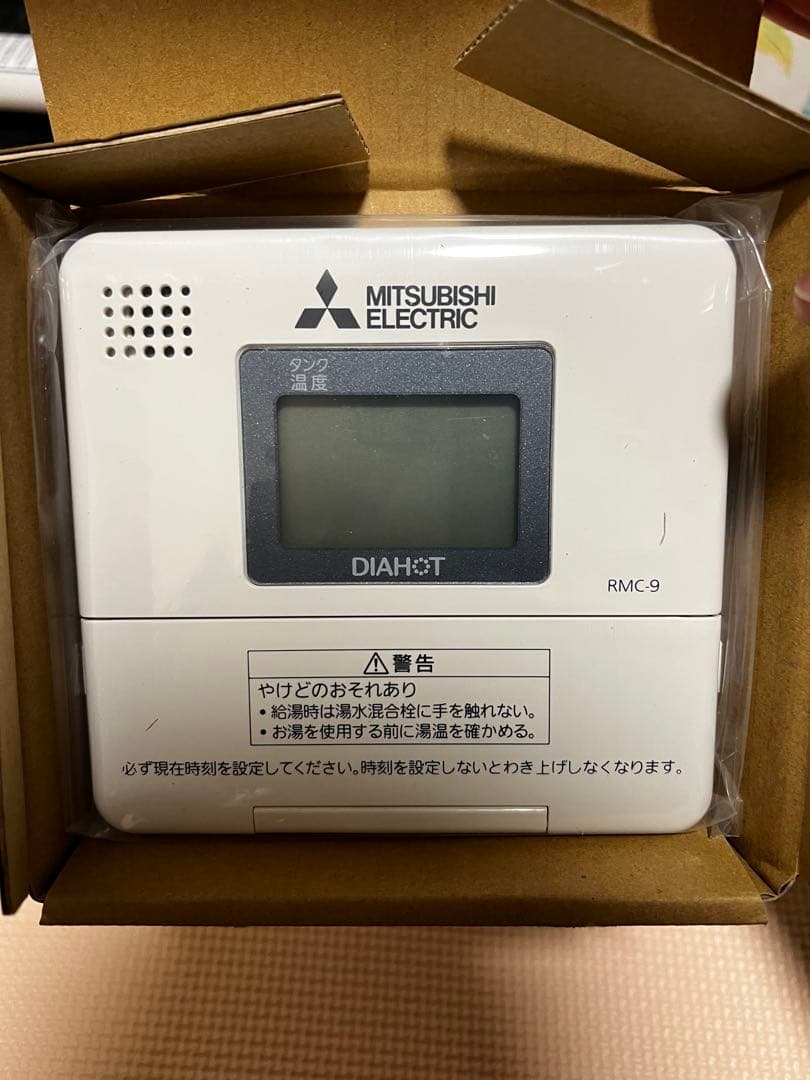 MITSUBISHI
ELECTRIC
タンク
温度
DIAHOT
RMC-9
⚠警告
やけどのおそれあり
・給湯時は湯水混合栓に手を触れない。
・お湯を使用する前に湯温を確かめる。
必ず現在時刻を設定してください。時刻を設定しないとわき上げしなくなります。